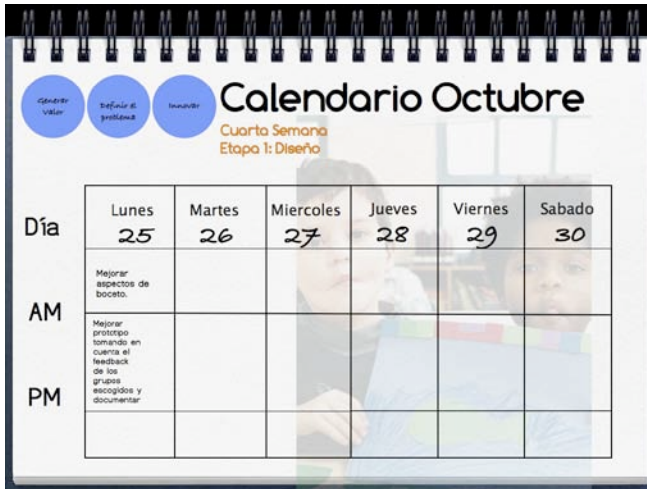 Generar
Valor
Definir el
problema
Innovar
Calendario Octubre
Cuarta Semana
Etapa 1: Diseño
Día
Lunes
25
Martes
26
Miercoles
27
Jueves
28
Viernes
29
Sabado
30
AM
Mejorar
aspectos de
boceto.
PM
Mejorar
prototipo
tomando en
cuenta el
feedback
de los
grupos
escogidos y
documentar